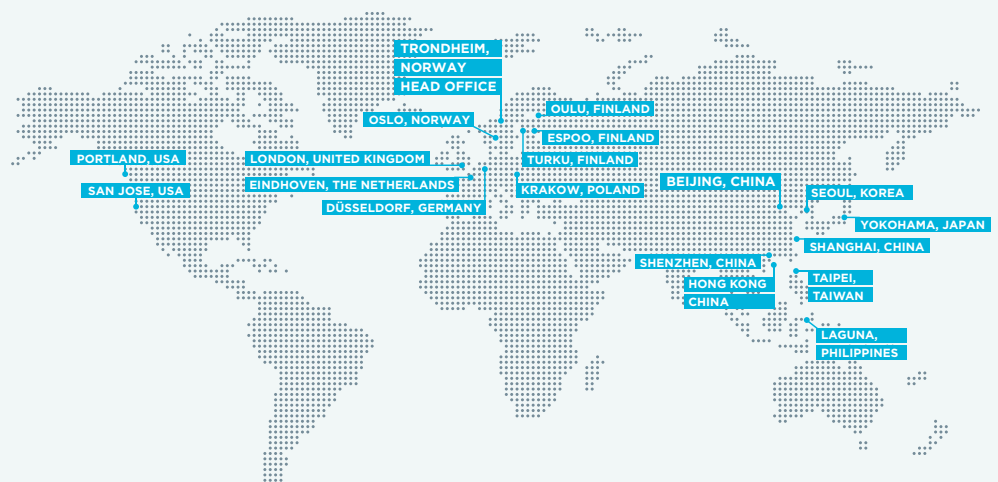 TRONDHEIM,
NORWAY
HEAD OFFICE
OULU, FINLAND
OSLO, NORWAY
ESPOO, FINLAND
PORTLAND, USA
LONDON, UNITED KINGDOM
TURKU, FINLAND
SAN JOSE, USA
EINDHOVEN, THE NETHERLANDS
KRAKOW, POLAND
BEIJING, CHINA
SEOUL, KOREA
DÜSSELDORF, GERMANY
YOKOHAMA, JAPAN
SHANGHAI, CHINA
SHENZHEN, CHINA
HONG KONG
CHINA
TAIPEI,
TAIWAN
LAGUNA,
PHILIPPINES